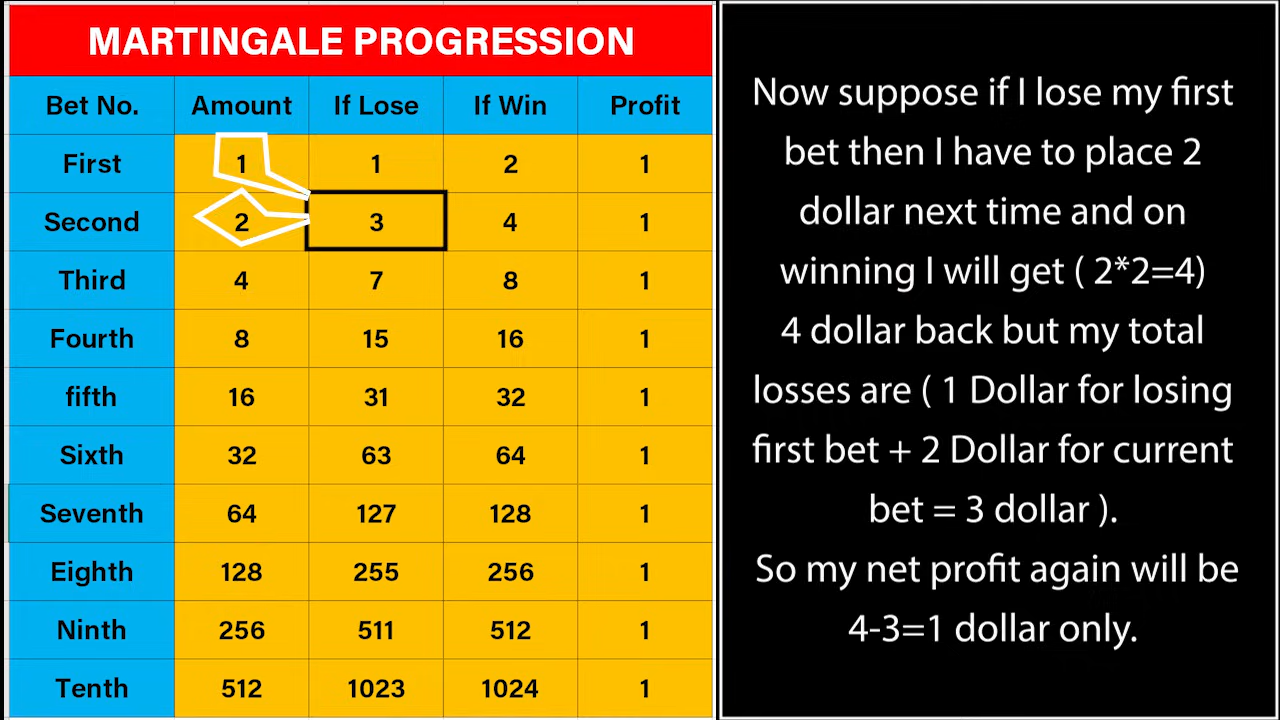 MARTINGALE PROGRESSION
Bet No. Amount If Lose If Win Profit
First 1 1 2 1
Second 2 3 4 1
Third 4 7 8 1
Fourth 8 15 16 1
fifth 16 31 32 1
Sixth 32 63 64 1
Seventh 64 127 128 1
Eighth 128 255 256 1
Ninth 256 511 512 1
Tenth 512 1023 1024 1
Now suppose if I lose my first
bet then I have to place 2
dollar next time and on
winning I will get ( 2*2=4)
4 dollar back but my total
losses are ( 1 Dollar for losing
first bet + 2 Dollar for current
bet = 3 dollar ).
So my net profit again will be
4-3=1 dollar only.